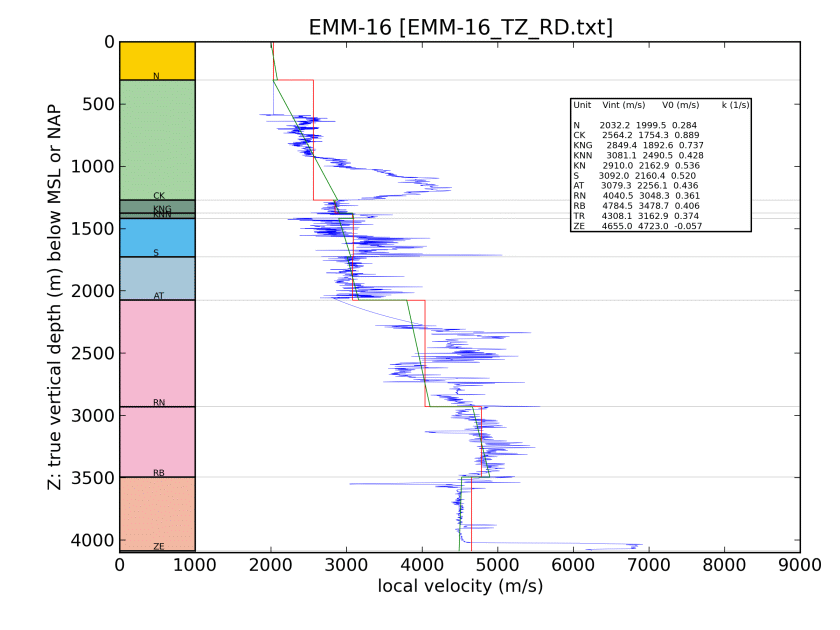 EMM-16 [EMM-16_TZ_RD.txt]
Z: true vertical depth (m) below MSL or NAP
0
500
1000
1500
2000
2500
3000
3500
4000
N
CK
KNG
KNN
S
AT
RN
RB
ZE
Unit Vint (m/s) V0 (m/s) k (1/s)
N 2032.2 1999.5 0.284
CK 2564.2 1754.3 0.889
KNG 2849.4 1892.6 0.737
KNN 3081.1 2490.5 0.428
KN 2910.0 2162.9 0.536
S 3092.0 2160.4 0.520
AT 3079.3 2256.1 0.436
RN 4040.5 3048.3 0.361
RB 4784.5 3478.7 0.406
TR 4308.1 3162.9 0.374
ZE 4655.0 4723.0 -0.057
0 1000 2000 3000 4000 5000 6000 7000 8000 9000
local velocity (m/s)